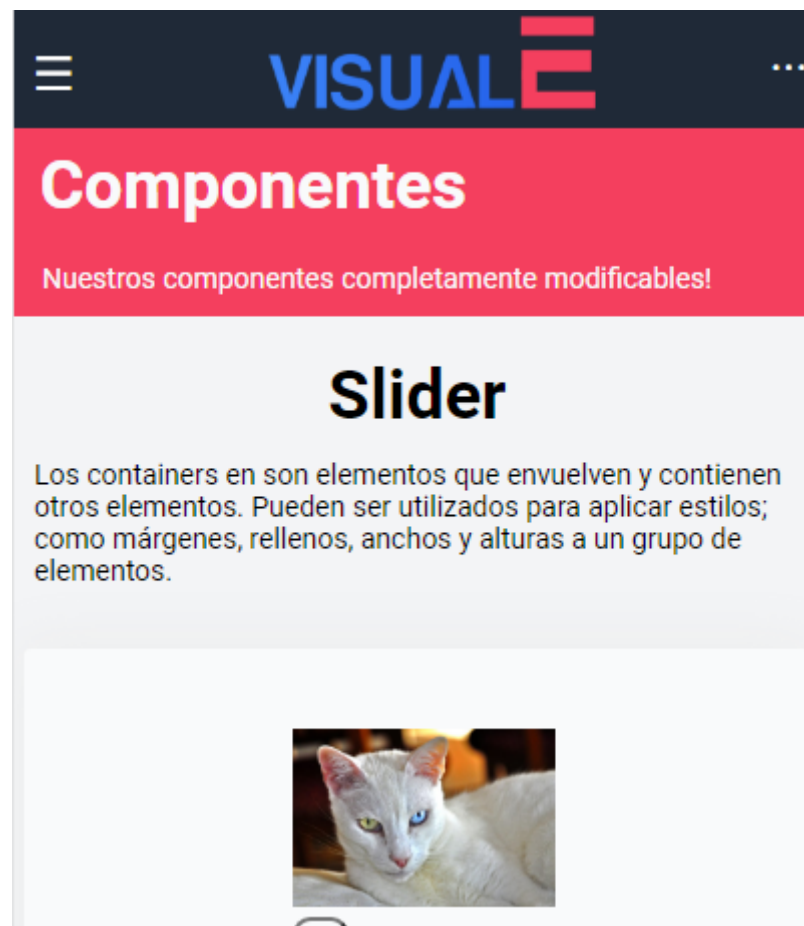 VISUALE
Componentes
Nuestros componentes completamente modificables!
Slider
Los containers en son elementos que envuelven y contienen
otros elementos. Pueden ser utilizados para aplicar estilos;
como márgenes, rellenos, anchos y alturas a un grupo de
elementos.